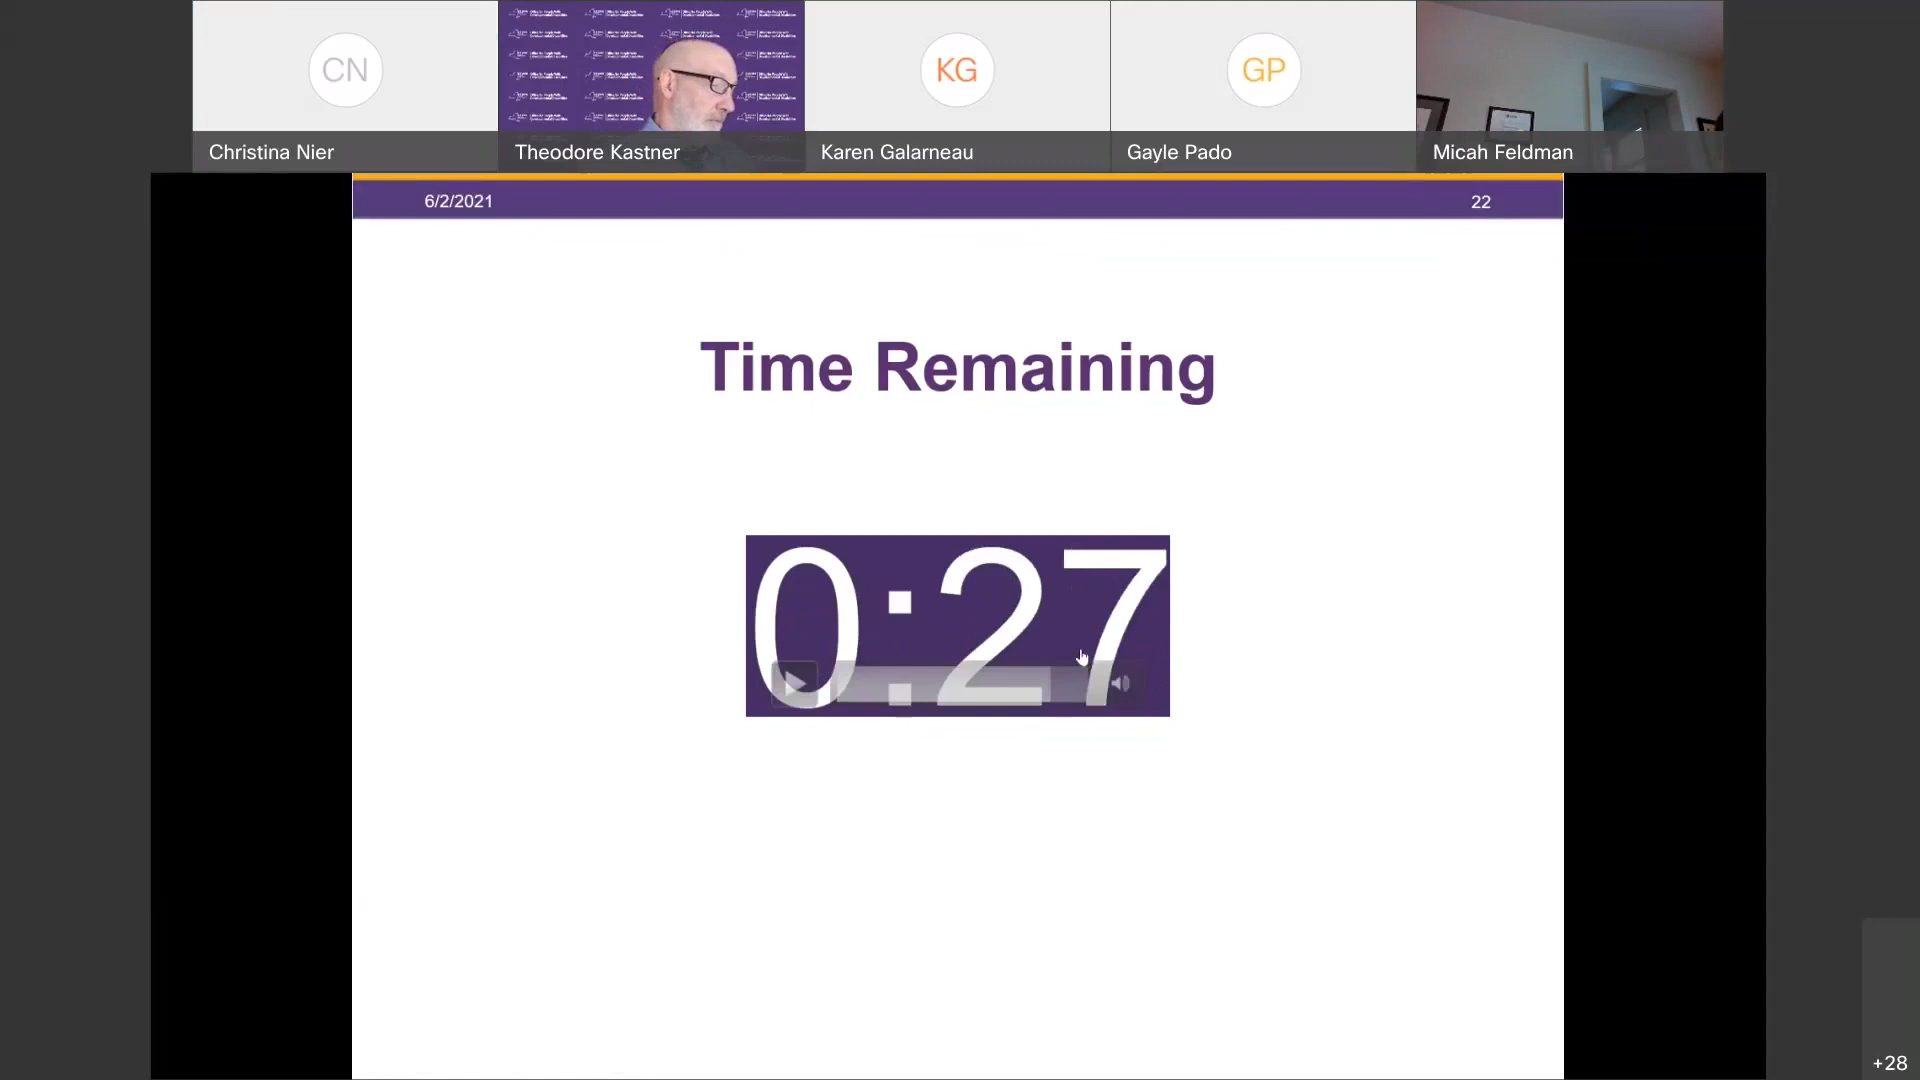 CN
KG
GP
Christina Nier
Theodore Kastner
Karen Galarneau
Gayle Pado
Micah Feldman
6/2/2021
22
Time Remaining
0:27
+28